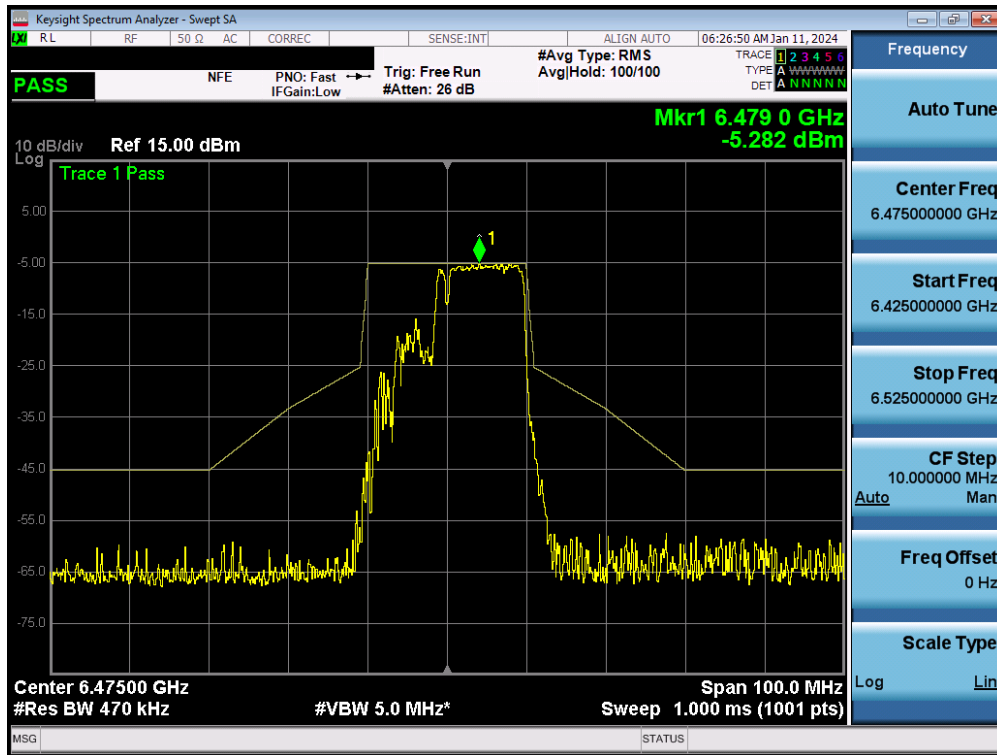 Keysight Spectrum Analyzer - Swept SA
LXI RL RF 50 Ω AC CORREC SENSE:INT ALIGN AUTO 06:26:50 AM Jan 11, 2024
PASS
NFE
PNO: Fast
IFGain:Low
Trig: Free Run
#Atten: 26 dB
#Avg Type: RMS
Avg|Hold: 100/100
TRACE 1 2 3 4 5 6
TYPE A WWWWWW
DET A N N N N N
Mkr1 6.479 0 GHz
-5.282 dBm
10 dB/div Ref 15.00 dBm
Log
Trace 1 Pass
1
5.00
-5.00
-15.0
-25.0
-35.0
-45.0
-55.0
-65.0
-75.0
Center 6.47500 GHz Span 100.0 MHz
#Res BW 470 kHz #VBW 5.0 MHz* Sweep 1.000 ms (1001 pts)
MSG STATUS
Frequency
Auto Tune
Center Freq
6.475000000 GHz
Start Freq
6.425000000 GHz
Stop Freq
6.525000000 GHz
CF Step
10.000000 MHz
Auto Man
Freq Offset
0 Hz
Scale Type
Log Lin